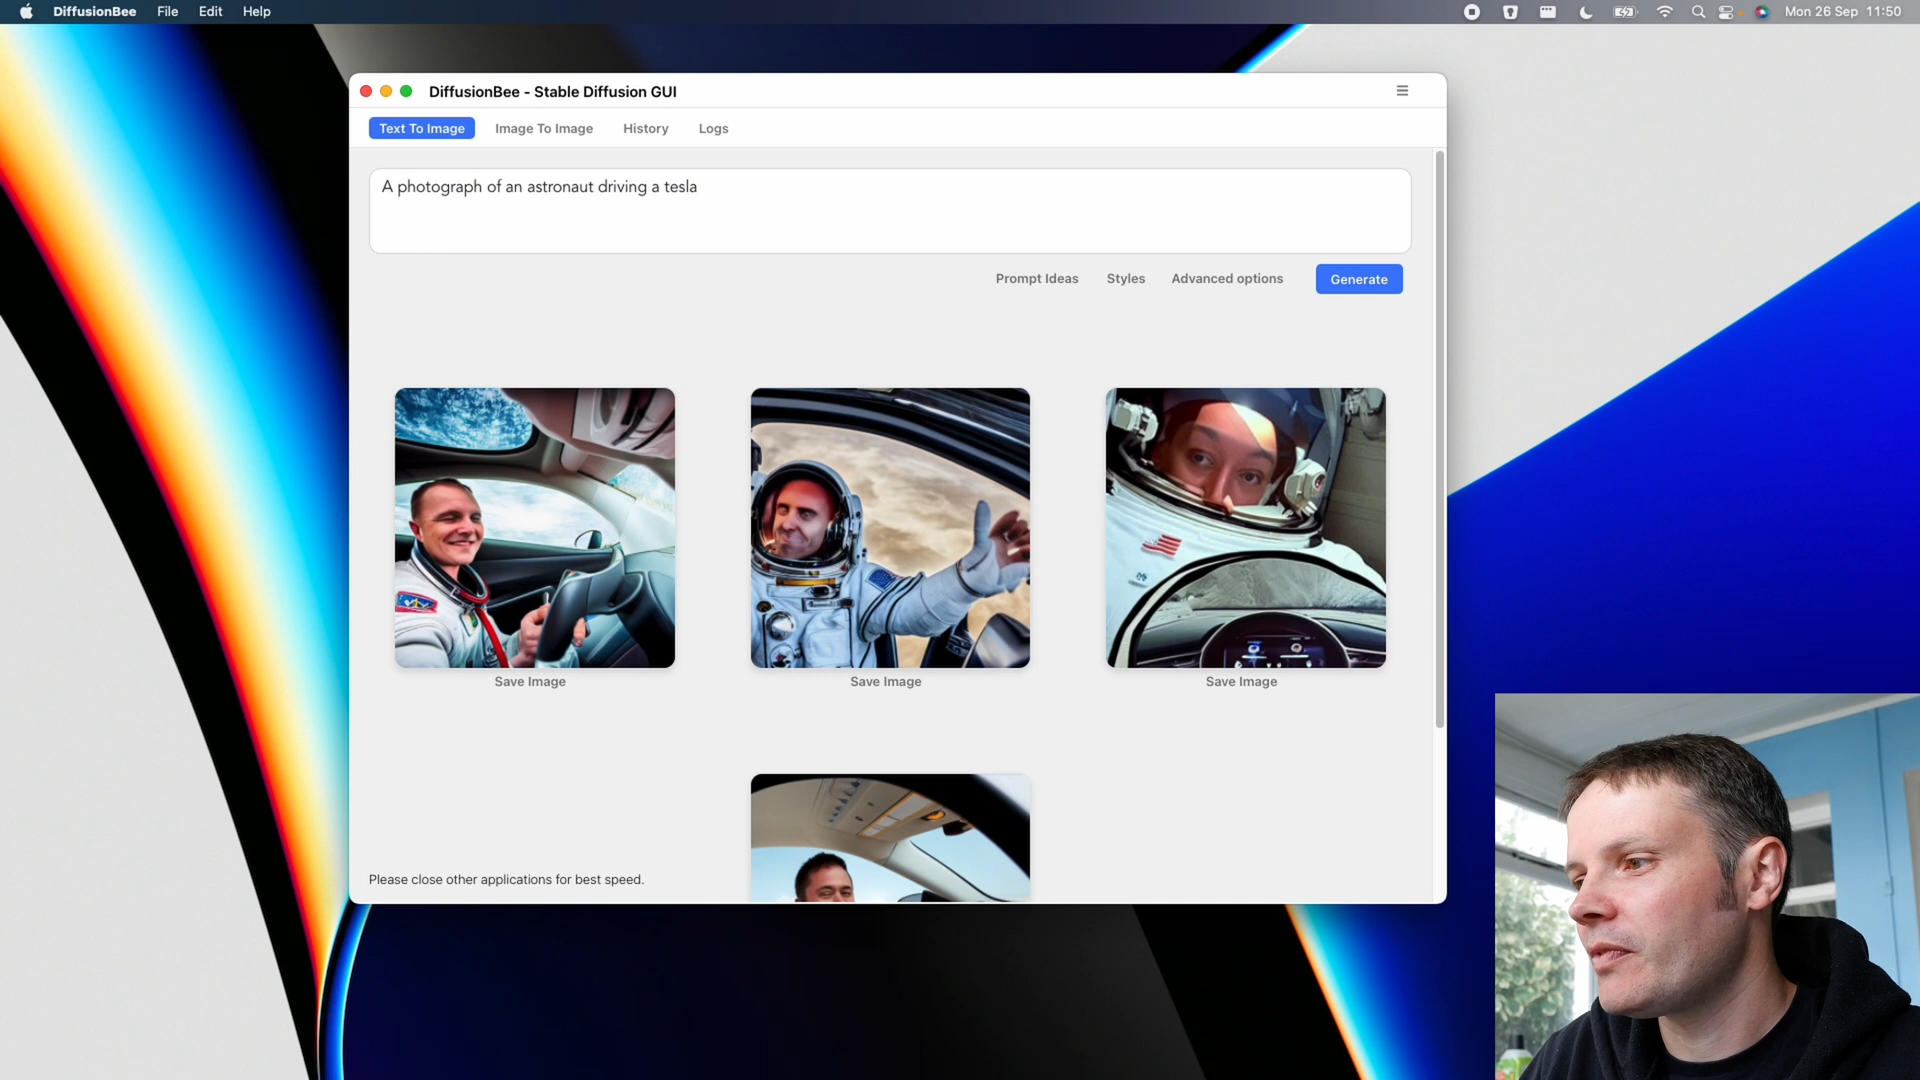 DiffusionBee File Edit Help Mon 26 Sep 11:50
DiffusionBee - Stable Diffusion GUI
Text To Image Image To Image History Logs
A photograph of an astronaut driving a tesla
Prompt Ideas Styles Advanced options Generate
Save Image Save Image Save Image
Please close other applications for best speed.